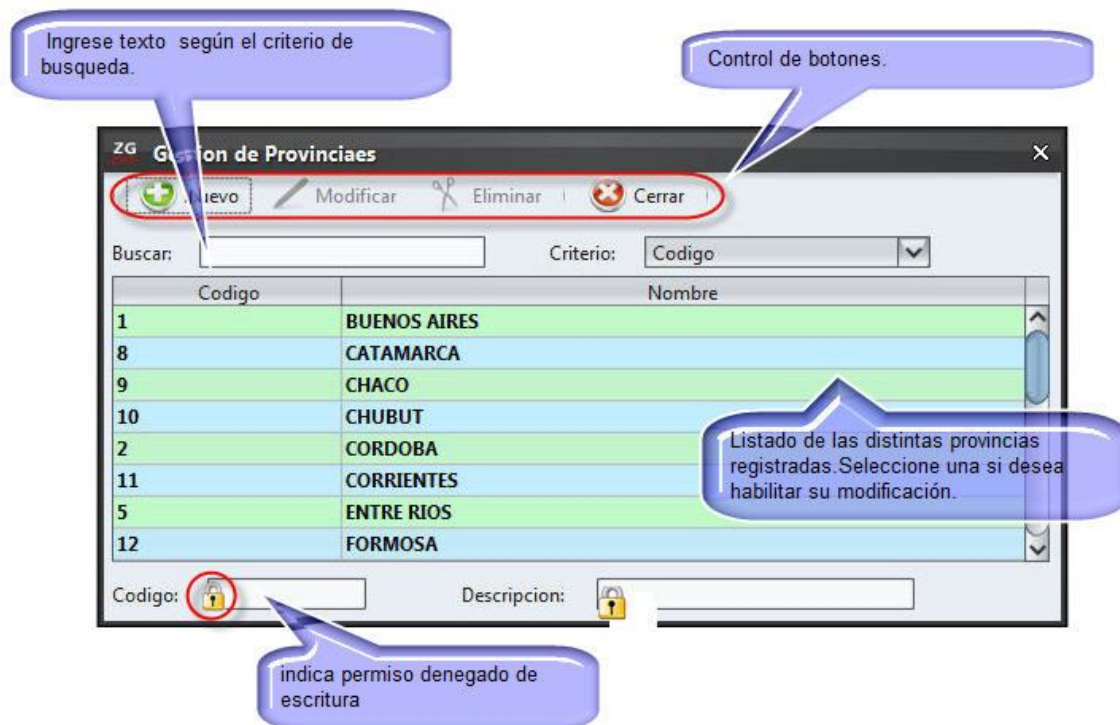 Ingrese texto según el criterio de
busqueda.
Control de botones.
ZG Gestion de Provinciaes
Nuevo Modificar Eliminar Cerrar
Buscar: Criterio: Codigo
Codigo Nombre
1 BUENOS AIRES
8 CATAMARCA
9 CHACO
10 CHUBUT
2 CORDOBA
11 CORRIENTES
5 ENTRE RIOS
12 FORMOSA
Listado de las distintas provincias
registradas.Seleccione una si desea
habilitar su modificación.
Codigo: Descripcion:
indica permiso denegado de
escritura